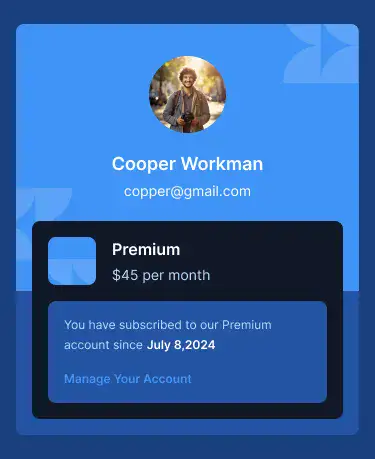 Cooper Workman
copper@gmail.com
Premium
$45 per month
You have subscribed to our Premium
account since July 8,2024
Manage Your Account